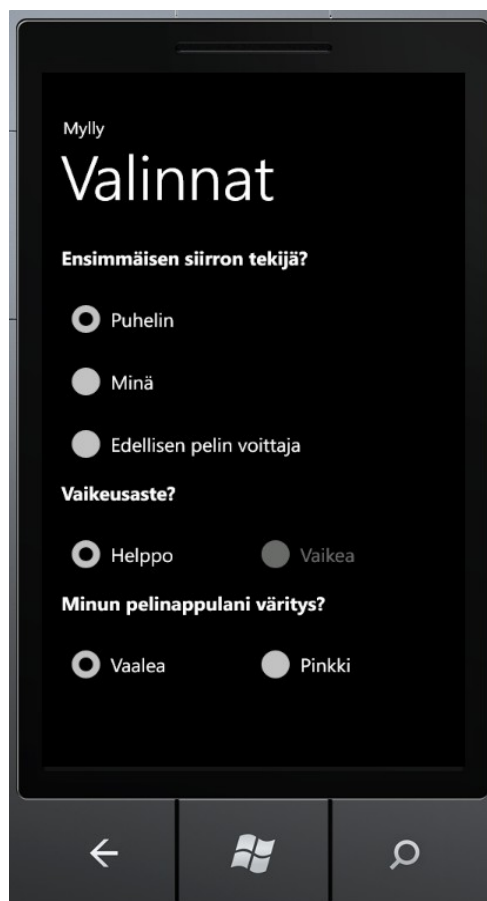 Mylly
Valinnat
Ensimmäisen siirron tekijä?
Puhelin
Minä
Edellisen pelin voittaja
Vaikeusaste?
Helppo Vaikea
Minun pelinappulani väritys?
Vaalea Pinkki